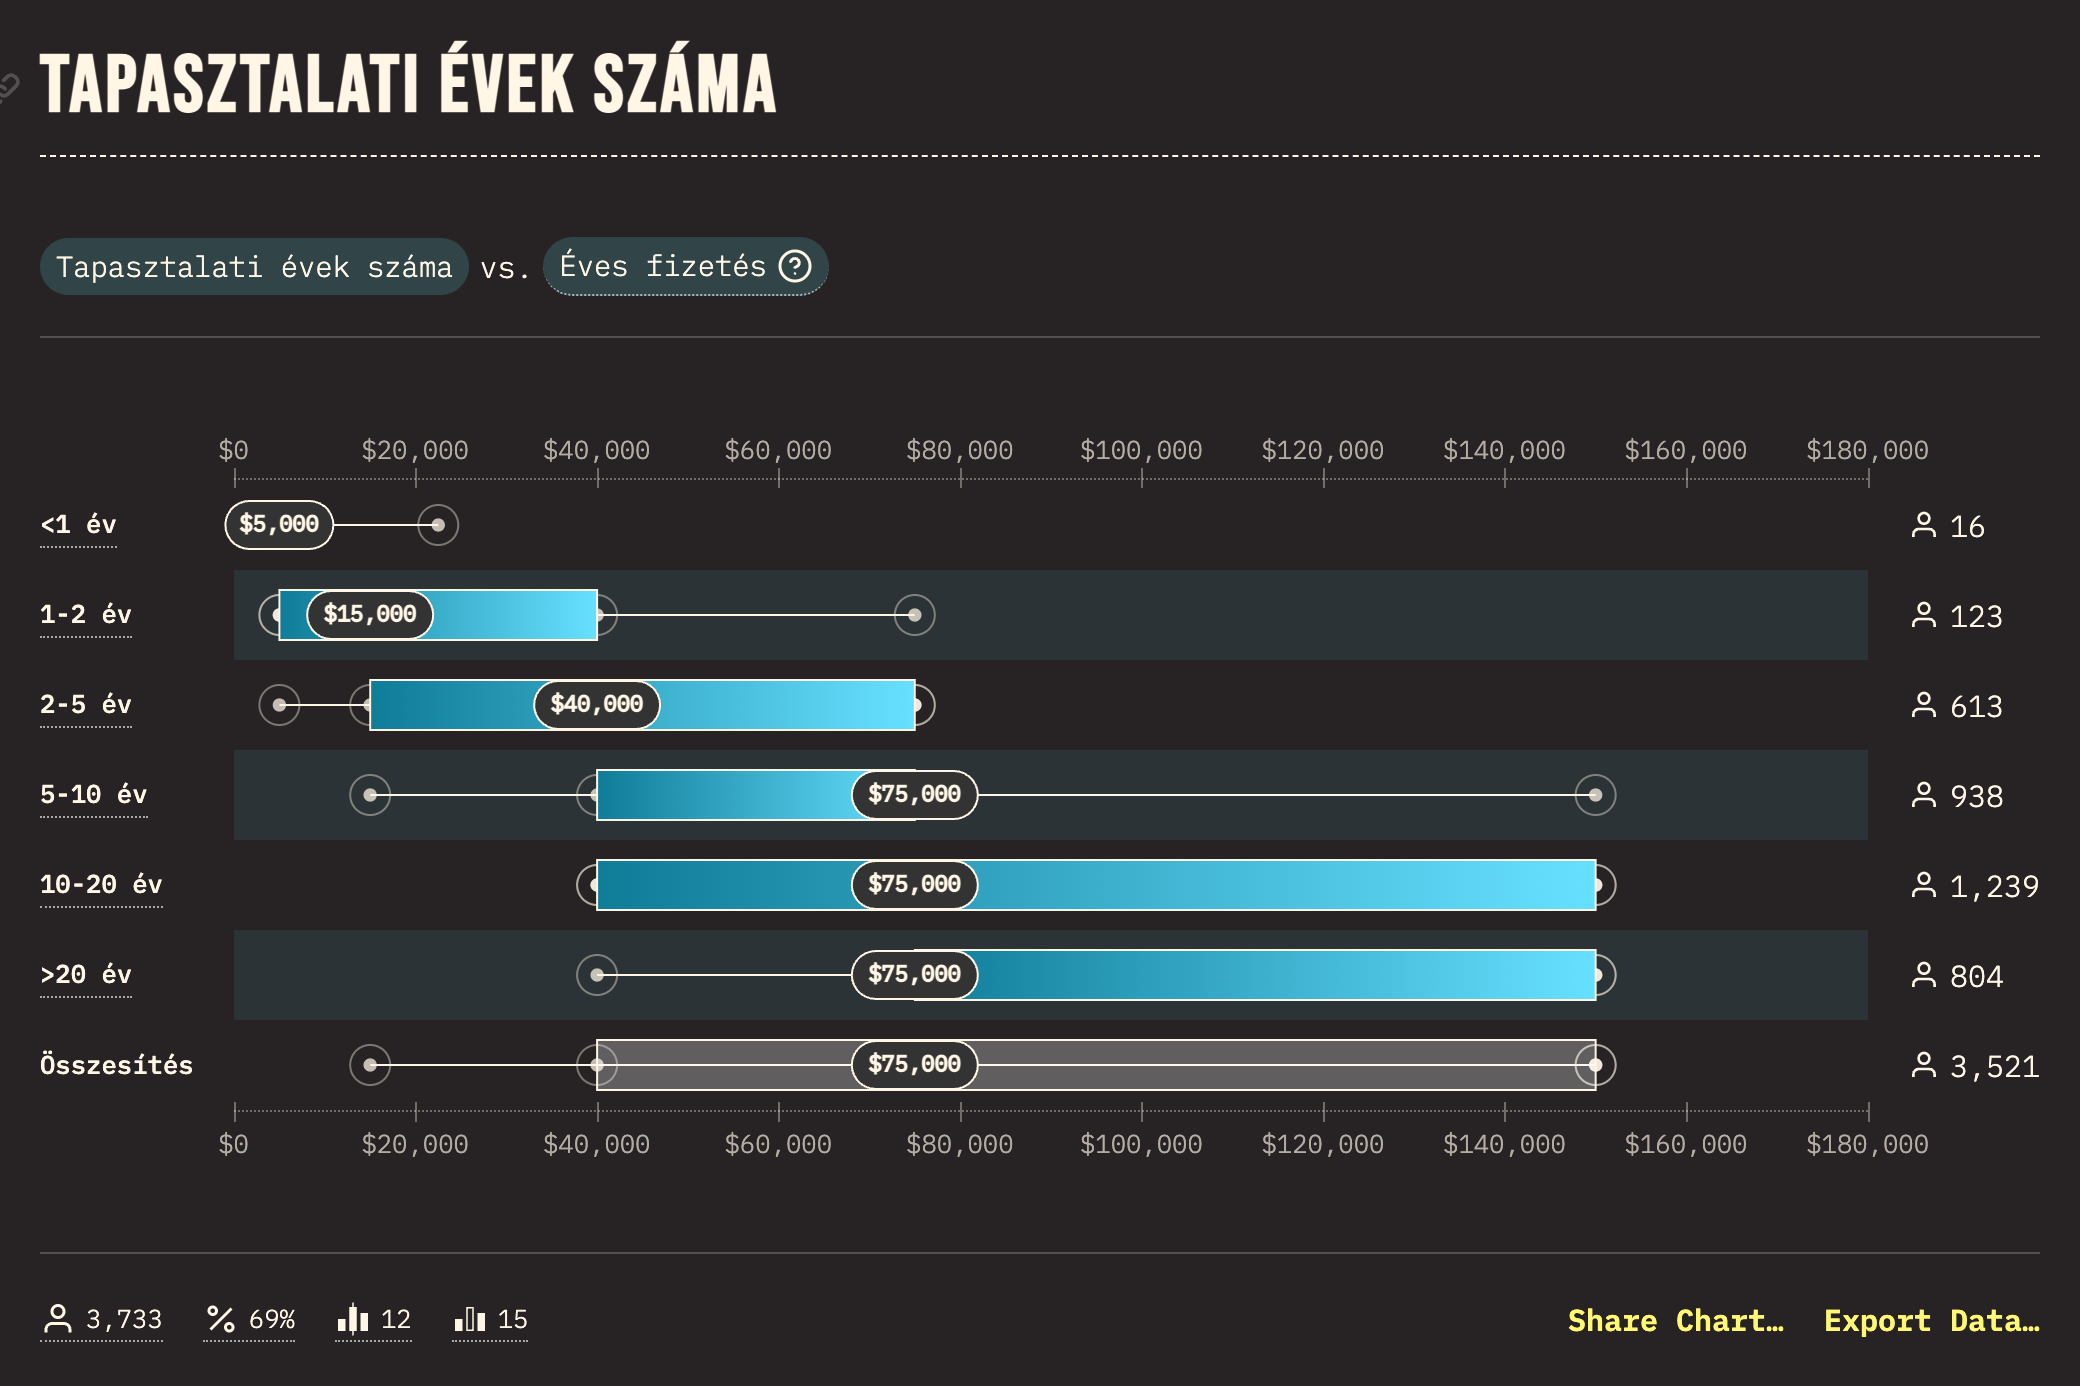 TAPASZTALATI ÉVEK SZÁMA
Tapasztalati évek száma vs. Éves fizetés ?
$0 $20,000 $40,000 $60,000 $80,000 $100,000 $120,000 $140,000 $160,000 $180,000
<1 év $5,000 16
1-2 év $15,000 123
2-5 év $40,000 613
5-10 év $75,000 938
10-20 év $75,000 1,239
>20 év $75,000 804
Összesítés $75,000 3,521
$0 $20,000 $40,000 $60,000 $80,000 $100,000 $120,000 $140,000 $160,000 $180,000
3,733 69% 12 15 Share Chart… Export Data…